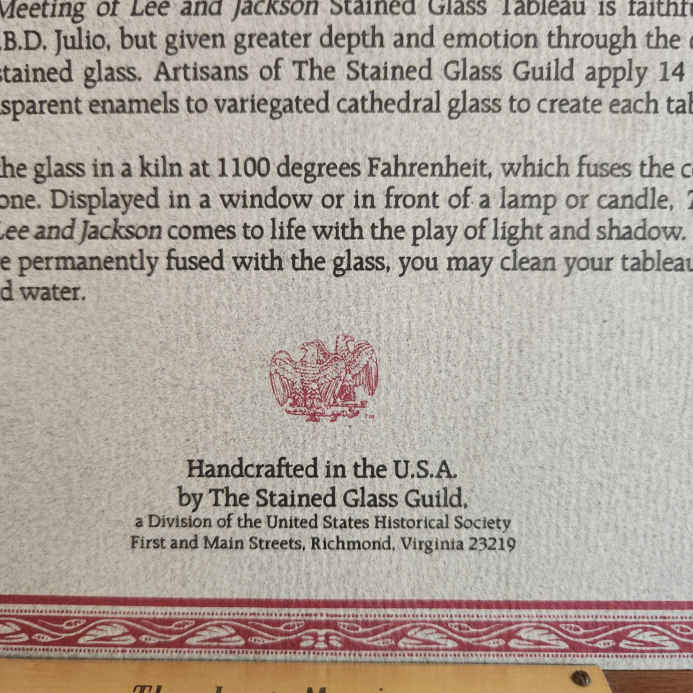 Meeting of Lee and Jackson Stained Glass Tableau is
B.D. Julio, but given greater depth and emotion through the
stained glass. Artisans of The Stained Glass Guild apply 14
enamels to variegated cathedral glass to create each
the glass in a kiln at 1100 degrees Fahrenheit, which fuses the
one. Displayed in a window or in front of a lamp or candle,
Lee and Jackson comes to life with the play of light and shadow.
permanently fused with the glass, you may clean your tableau
water.
TM
Handcrafted in the U.S.A.
by The Stained Glass Guild,
a Division of the United States Historical Society
First and Main Streets, Richmond, Virginia 23219